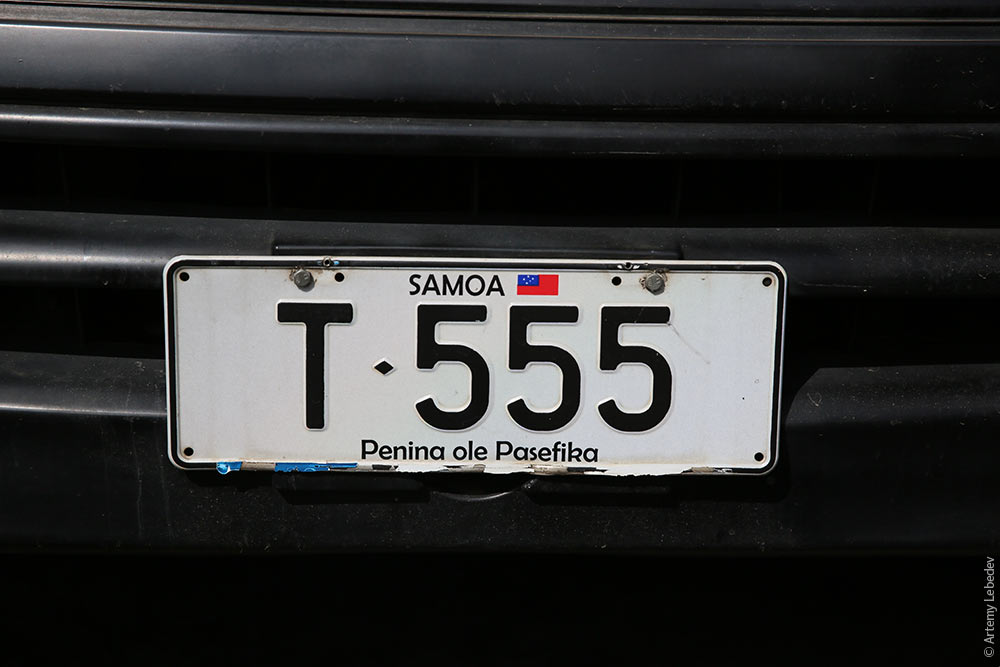 SAMOA
T⬥555
Penina ole Pasefika
© Artemy Lebedev